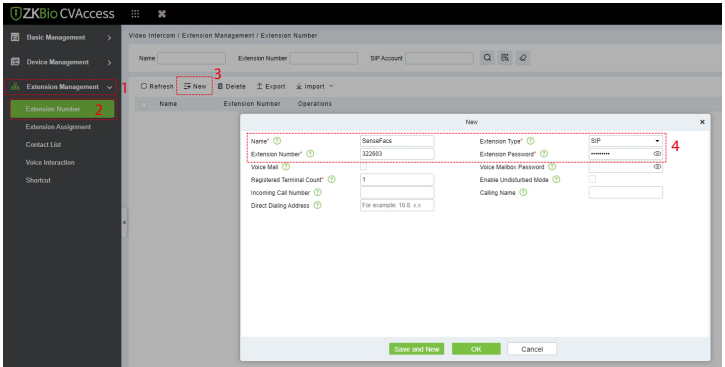 ZKBio CVAccess
Basic Management
Video Intercom / Extension Management / Extension Number
Name Extension Number SIP Account
Device Management
3
Extension Management 1
Refresh New Delete Export Import
Name Extension Number Operations
Extension Number 2
Extension Assignment
Contact List
Voice Interaction
Shortcut
New x
Name* ? SenseFace Extension Type* ? SIP
Extension Number* ? 322603 Extension Password* ? ••••••••• 4
Voice Mail ? Voice Mailbox Password ?
Registered Terminal Count* ? 1 Enable Undisturbed Mode ?
Incoming Call Number ? Calling Name ?
Direct Dialing Address ? For example: 10.8. x.x
Save and New OK Cancel